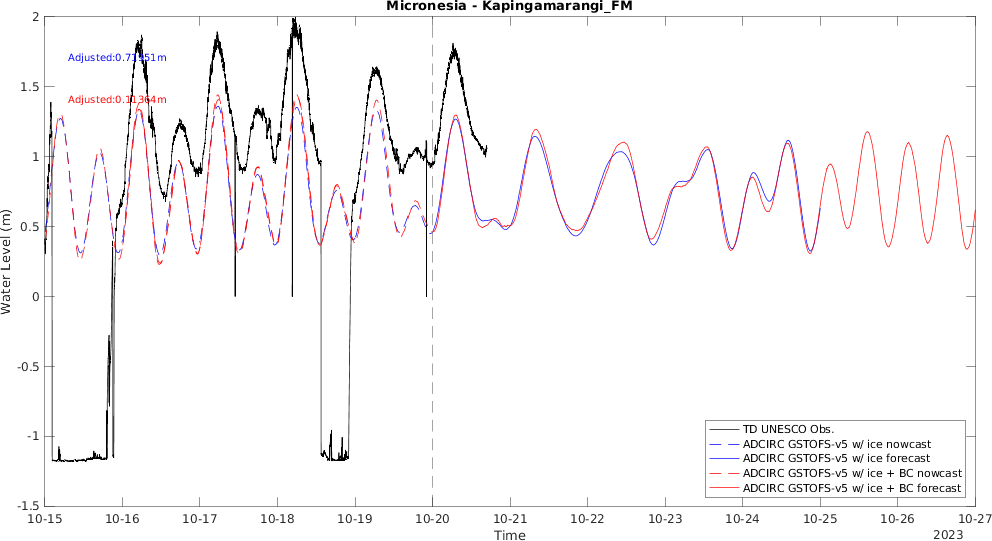 Micronesia - Kapingamarangi_FM
Water Level (m)
2
1.5
1
0.5
0
-0.5
-1
-1.5
Adjusted:0.71951m
Adjusted:0.11364m
TD UNESCO Obs.
ADCIRC GSTOFS-v5 w/ ice nowcast
ADCIRC GSTOFS-v5 w/ ice forecast
ADCIRC GSTOFS-v5 w/ ice + BC nowcast
ADCIRC GSTOFS-v5 w/ ice + BC forecast
10-15 10-16 10-17 10-18 10-19 10-20 10-21 10-22 10-23 10-24 10-25 10-26 10-27
Time
2023